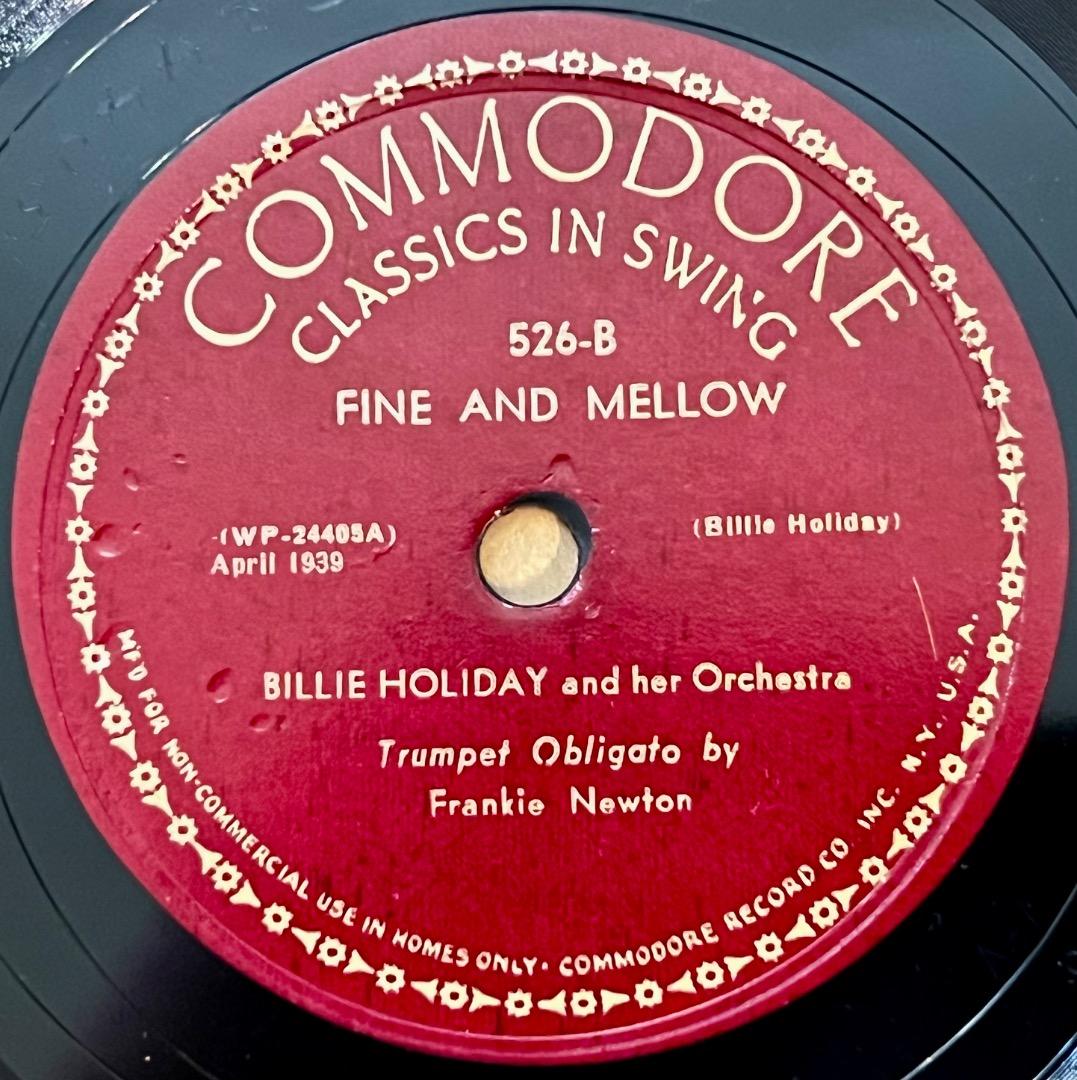 COMMODORE
CLASSICS IN SWING
526-B
FINE AND MELLOW
(WP-24405A)
April 1939
(Billie Holiday)
BILLIE HOLIDAY and her Orchestra
Trumpet Obligato by
Frankie Newton
MF'D FOR NON-COMMERCIAL USE IN HOMES ONLY • COMMODORE RECORD CO. INC. N.Y. U.S.A.